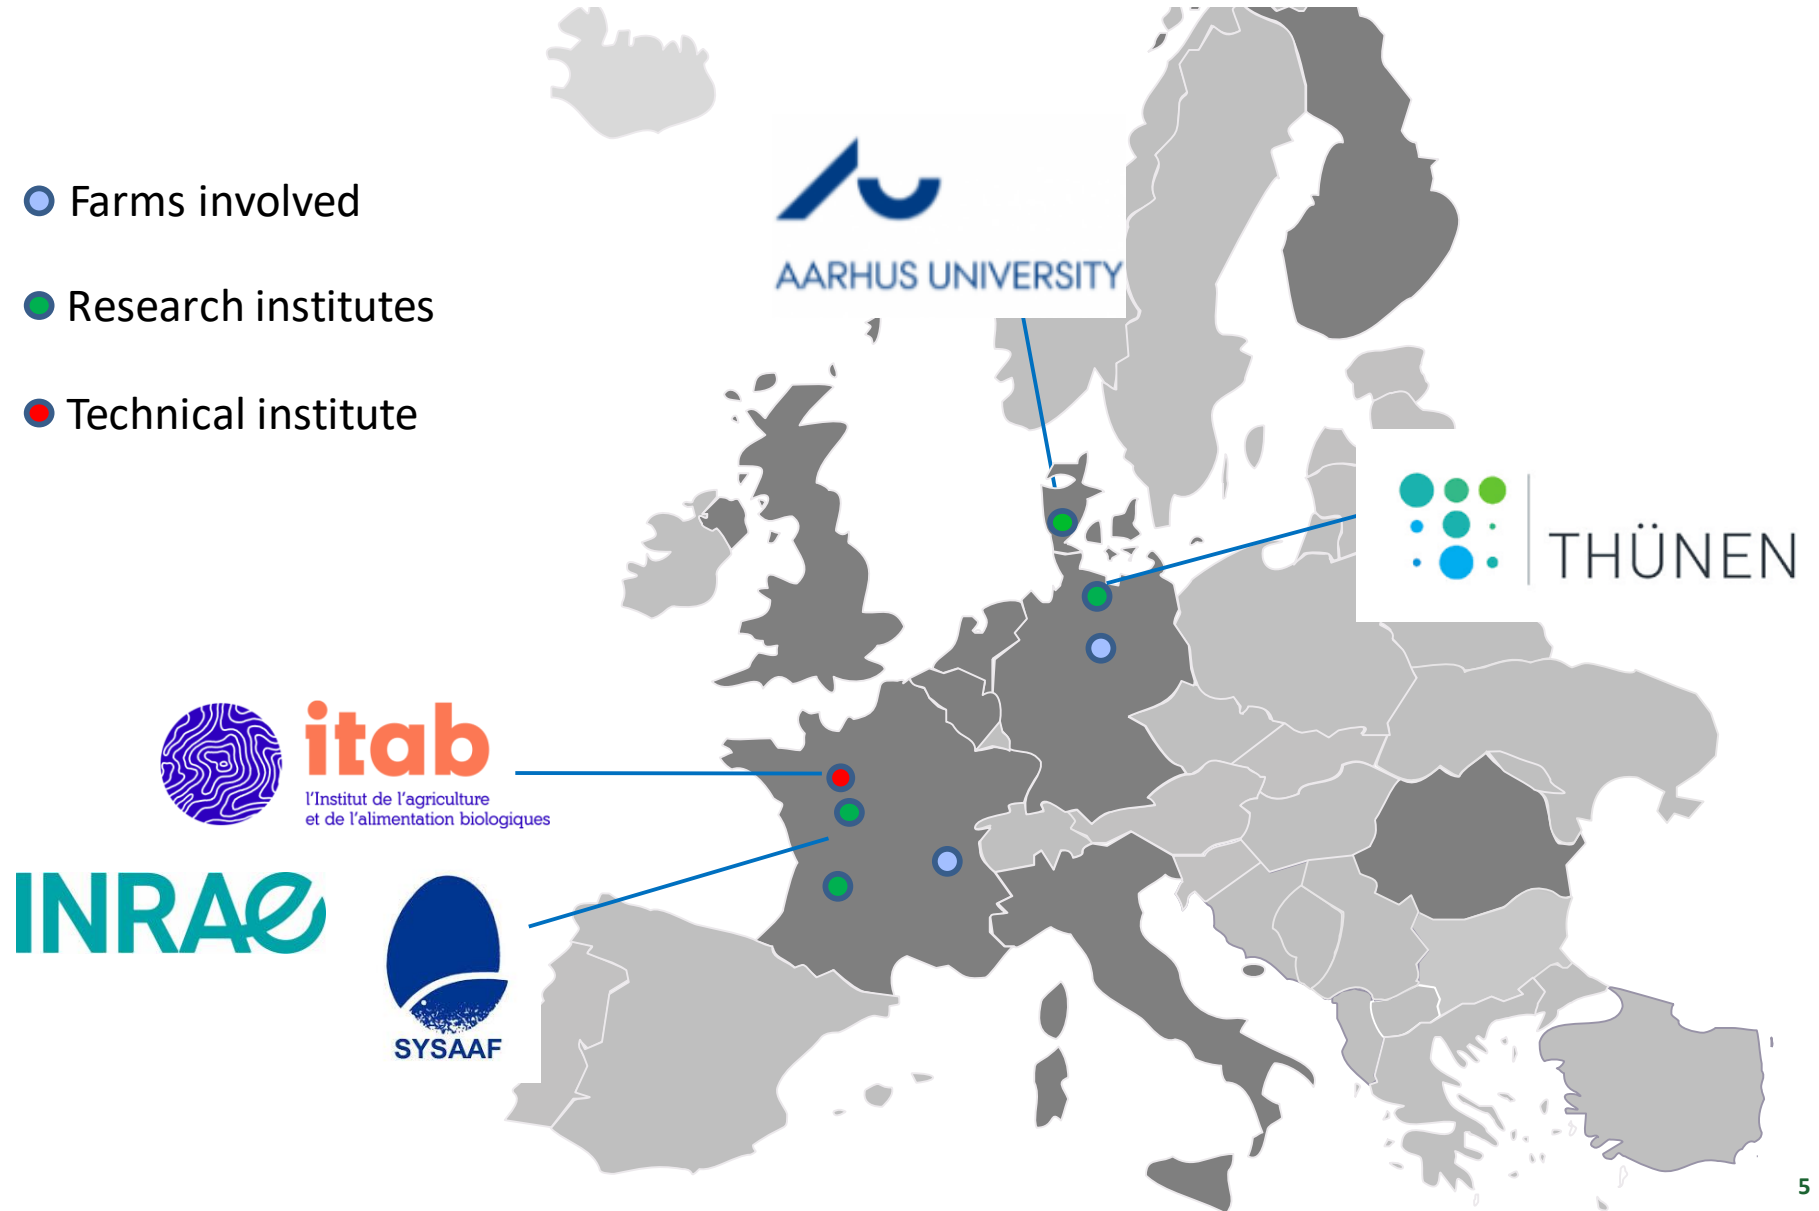 Farms involved
Research institutes
Technical institute
AARHUS UNIVERSITY
THÜNEN
itab
l'Institut de l'agriculture
et de l'alimentation biologiques
INRAE
SYSAAF
5